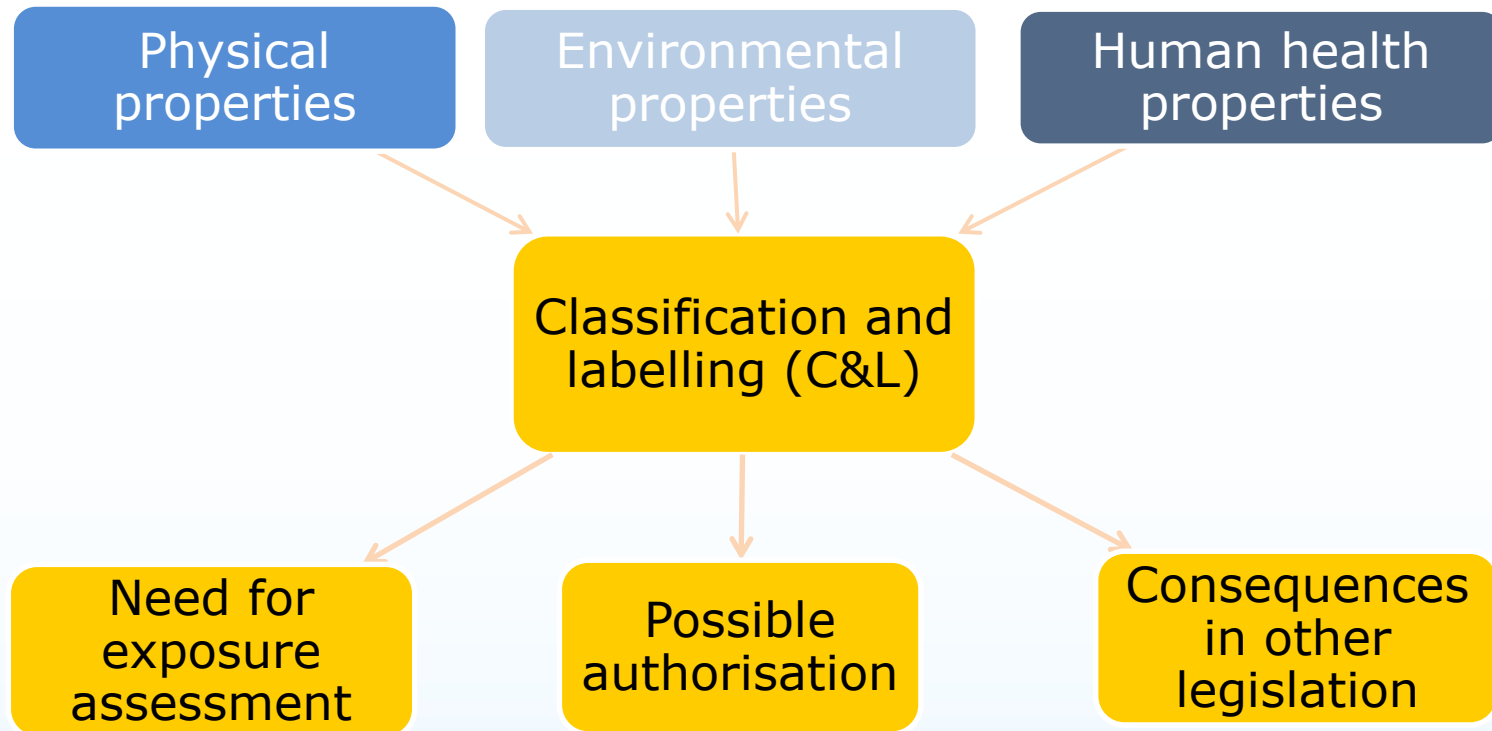 Physical
properties
Environmental
properties
Human health
properties
Classification and
labelling (C&L)
Need for
exposure
assessment
Possible
authorisation
Consequences
in other
legislation